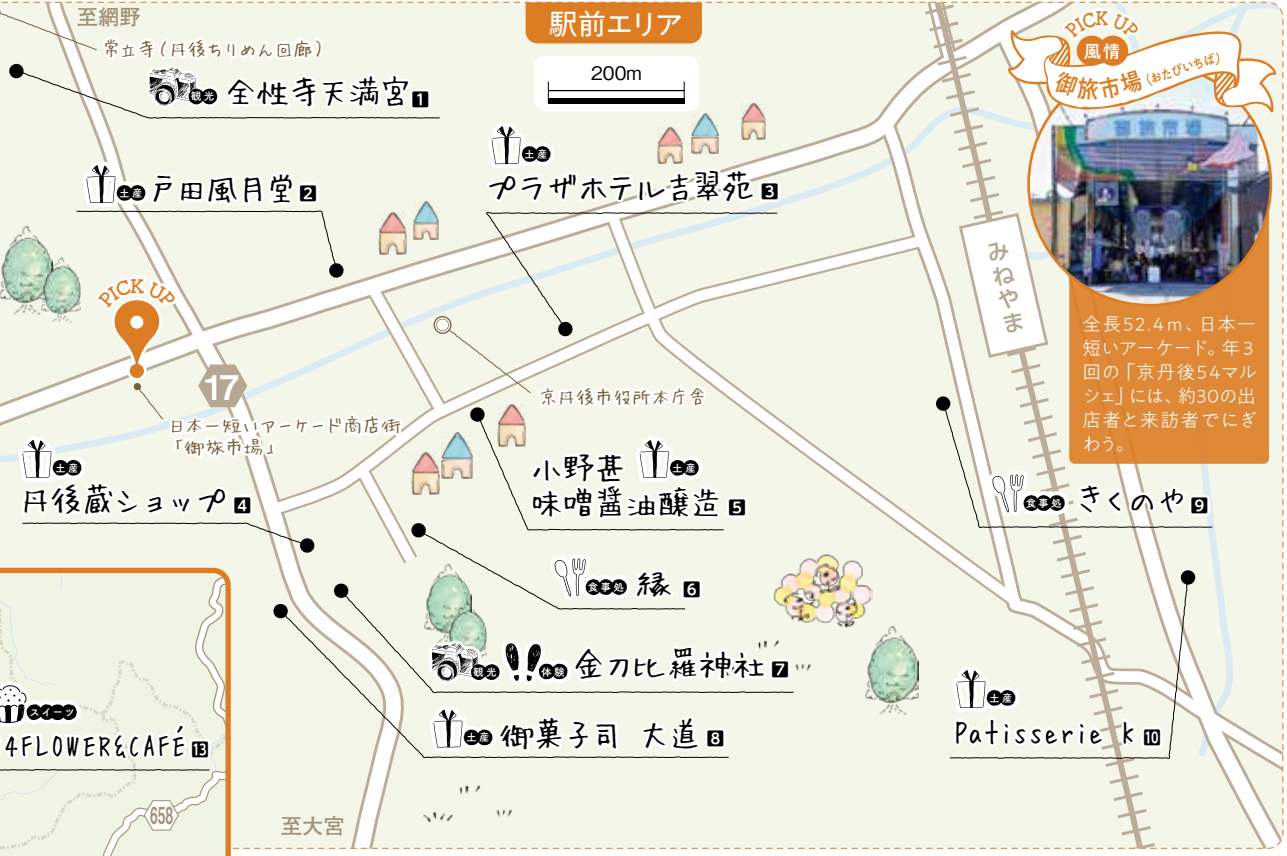 至網野
常立寺(丹後ちりめん回廊)
観光 全性寺天満宮 1
土産 戸田風月堂 2
駅前エリア
200m
土産
プラザホテル吉翠苑 3
PICK UP
風情
御旅市場(おたびいちば)
御旅市場
全長52.4m、日本一
短いアーケード。年3
回の「京丹後54マル
シェ」には、約30の出
店者と来訪者でにぎ
わう。
みねやま
PICK UP
17
日本一短いアーケード商店街
「御旅市場」
京丹後市役所本庁舎
土産
丹後蔵ショップ 4
小野甚 土産
味噌醤油醸造 5
食事処 縁 6
観光 体験 金刀比羅神社 7
土産 御菓子司 大道 8
食事処 きくのや 9
土産
Patisserie k 10
スイーツ
4FLOWER&CAFÉ 13
658
至大宮